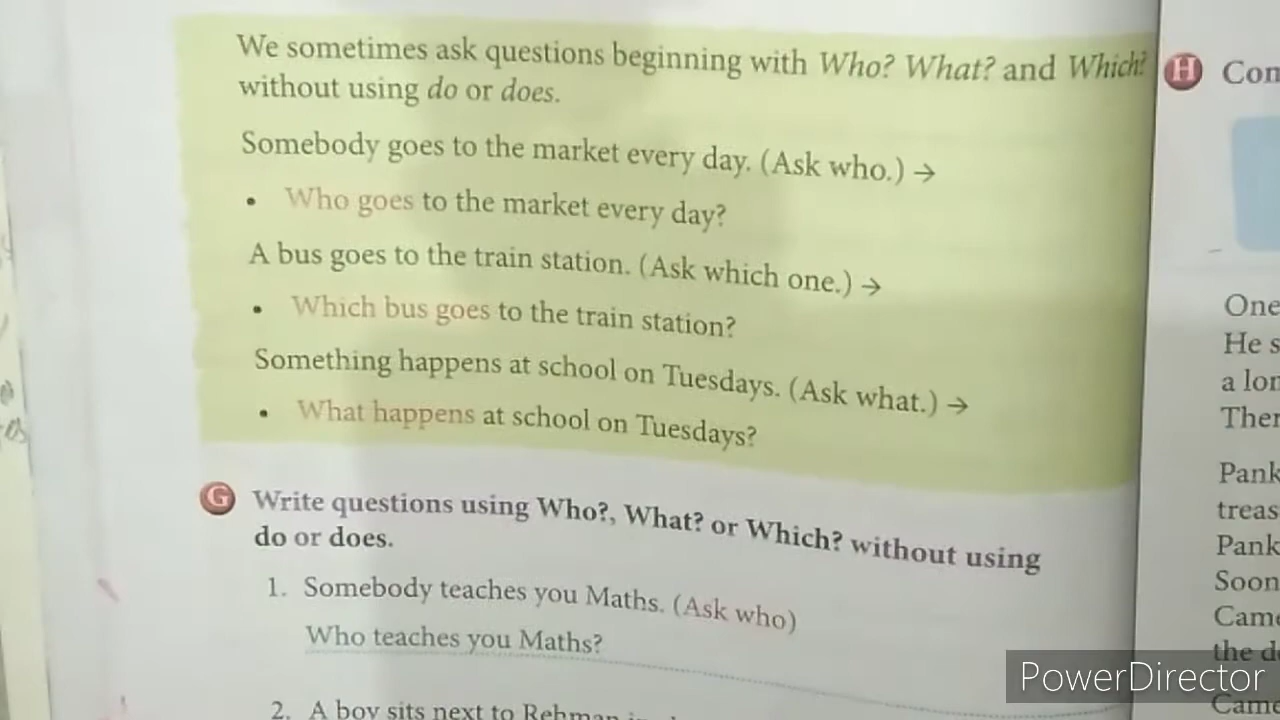 We sometimes ask questions beginning with Who? What? and Which?
without using do or does.
Somebody goes to the market every day. (Ask who.) →
• Who goes to the market every day?
A bus goes to the train station. (Ask which one.) →
• Which bus goes to the train station?
Something happens at school on Tuesdays. (Ask what.) →
• What happens at school on Tuesdays?
G Write questions using Who?, What? or Which? without using
do or does.
1. Somebody teaches you Maths. (Ask who)
Who teaches you Maths?
2. A boy sits next to Rehman
H
One
He s
Pank
treas
Pank
Soon
Came
the
Came
PowerDirector